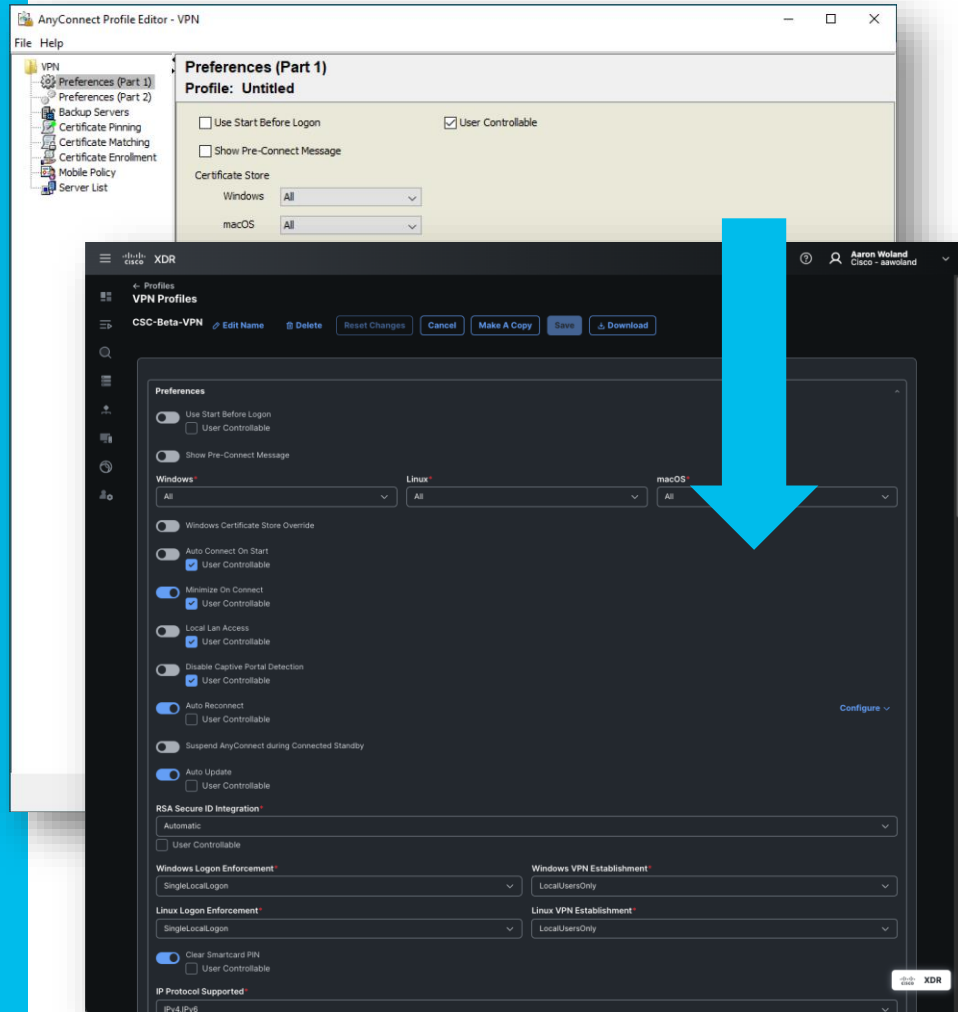 AnyConnect Profile Editor - VPN
File Help
VPN
Preferences (Part 1)
Preferences (Part 2)
Backup Servers
Certificate Pinning
Certificate Matching
Certificate Enrollment
Mobile Policy
Server List
Preferences (Part 1)
Profile: Untitled
Use Start Before Logon
User Controllable
Show Pre-Connect Message
Certificate Store
Windows All
macOS All
cisco XDR
Aaron Woland
Cisco - aawoland
← Profiles
VPN Profiles
CSC-Beta-VPN Edit Name Delete Reset Changes Cancel Make A Copy Save Download
Preferences
Use Start Before Logon
User Controllable
Show Pre-Connect Message
Windows* Linux* macOS*
All All All
Windows Certificate Store Override
Auto Connect On Start
User Controllable
Minimize On Connect
User Controllable
Local Lan Access
User Controllable
Disable Captive Portal Detection
User Controllable
Auto Reconnect
User Controllable
Configure
Suspend AnyConnect during Connected Standby
Auto Update
User Controllable
RSA Secure ID Integration*
Automatic
User Controllable
Windows Logon Enforcement* Windows VPN Establishment*
SingleLocalLogon LocalUsersOnly
Linux Logon Enforcement* Linux VPN Establishment*
SingleLocalLogon LocalUsersOnly
Clear Smartcard PIN
User Controllable
IP Protocol Supported*
IPv4,IPv6
cisco XDR